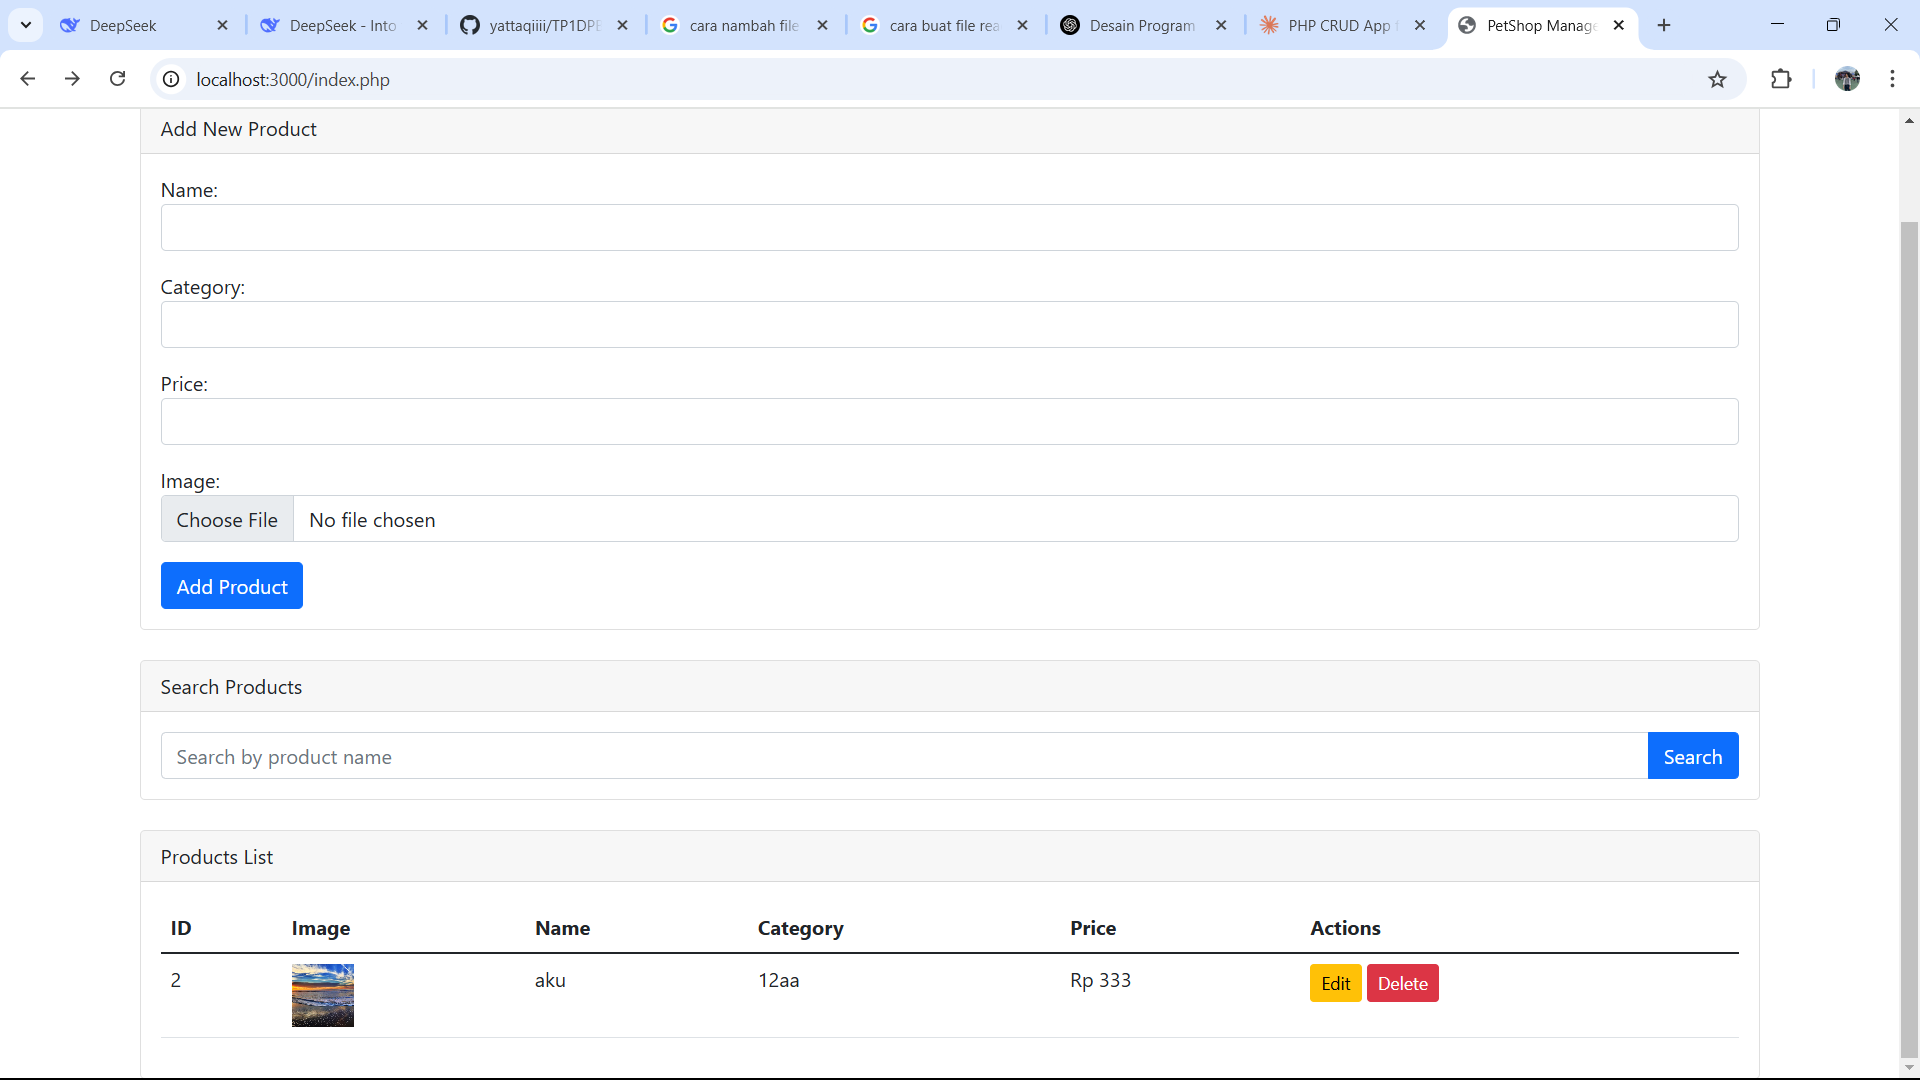 DeepSeek
DeepSeek - Into
yattaqiiii/TP1DPB
cara nambah file
cara buat file rea
Desain Program
PHP CRUD App f
PetShop Manage
localhost:3000/index.php
Add New Product
Name:
Category:
Price:
Image:
Choose File No file chosen
Add Product
Search Products
Search by product name Search
Products List
ID Image Name Category Price Actions
2 aku 12aa Rp 333 Edit Delete